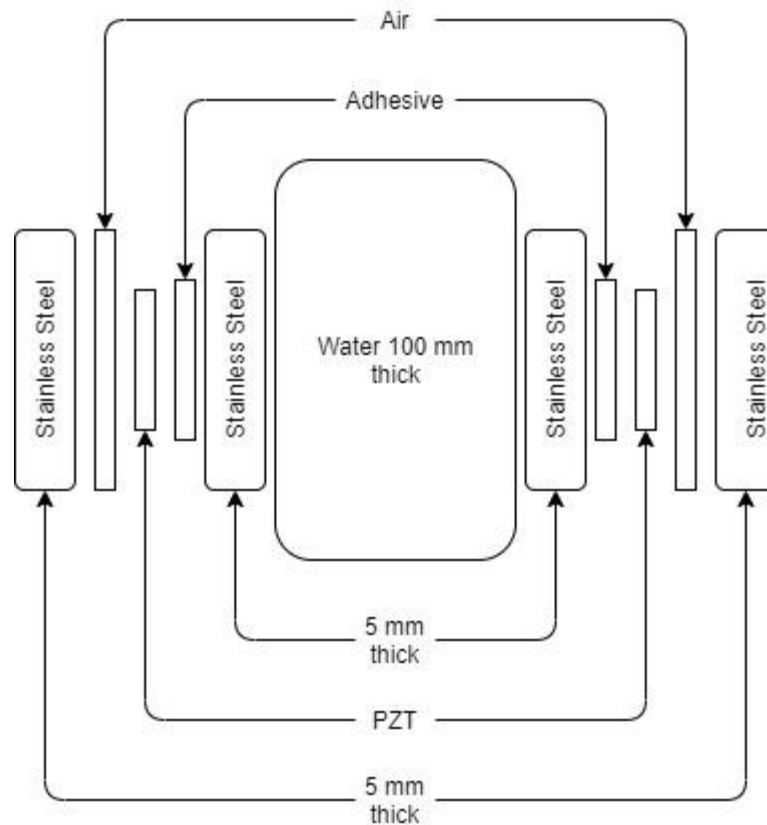 Air
Adhesive
Stainless Steel
Stainless Steel
Water 100 mm
thick
Stainless Steel
Stainless Steel
5 mm
thick
PZT
5 mm
thick